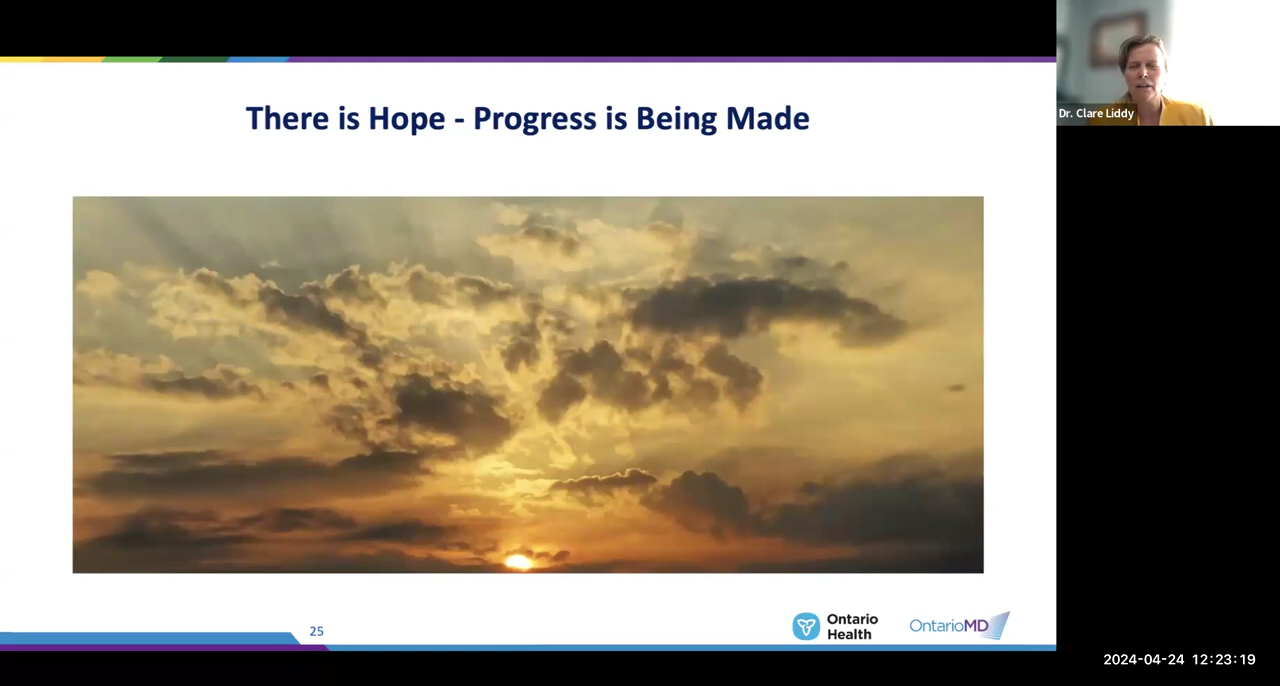 There is Hope - Progress is Being Made
Dr. Clare Liddy
25
Ontario
Health
OntarioMD
2024-04-24 12:23:19